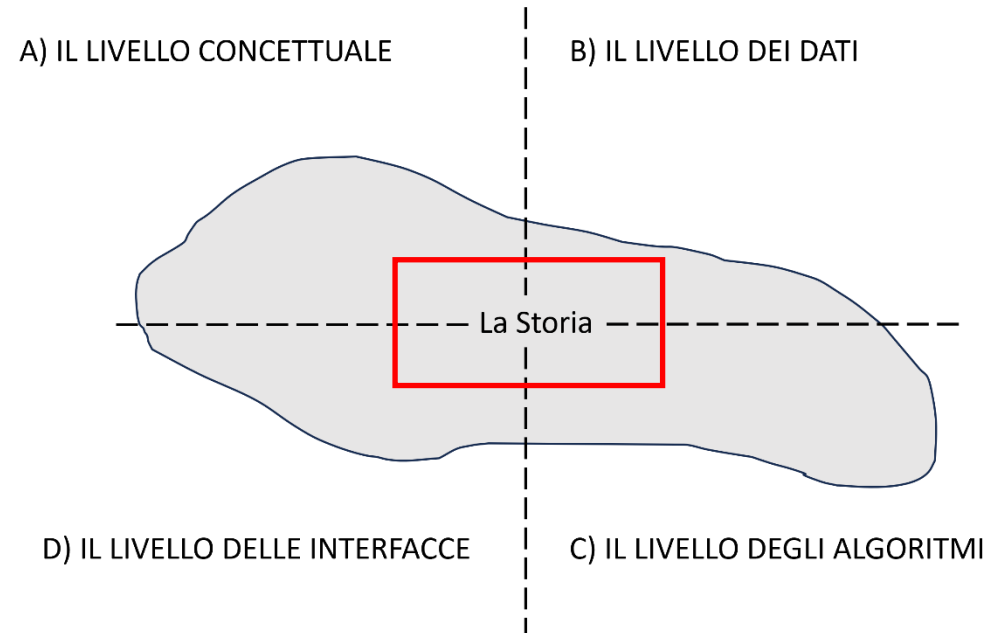 A) IL LIVELLO CONCETTUALE
B) IL LIVELLO DEI DATI
La Storia
D) IL LIVELLO DELLE INTERFACCE
C) IL LIVELLO DEGLI ALGORITMI